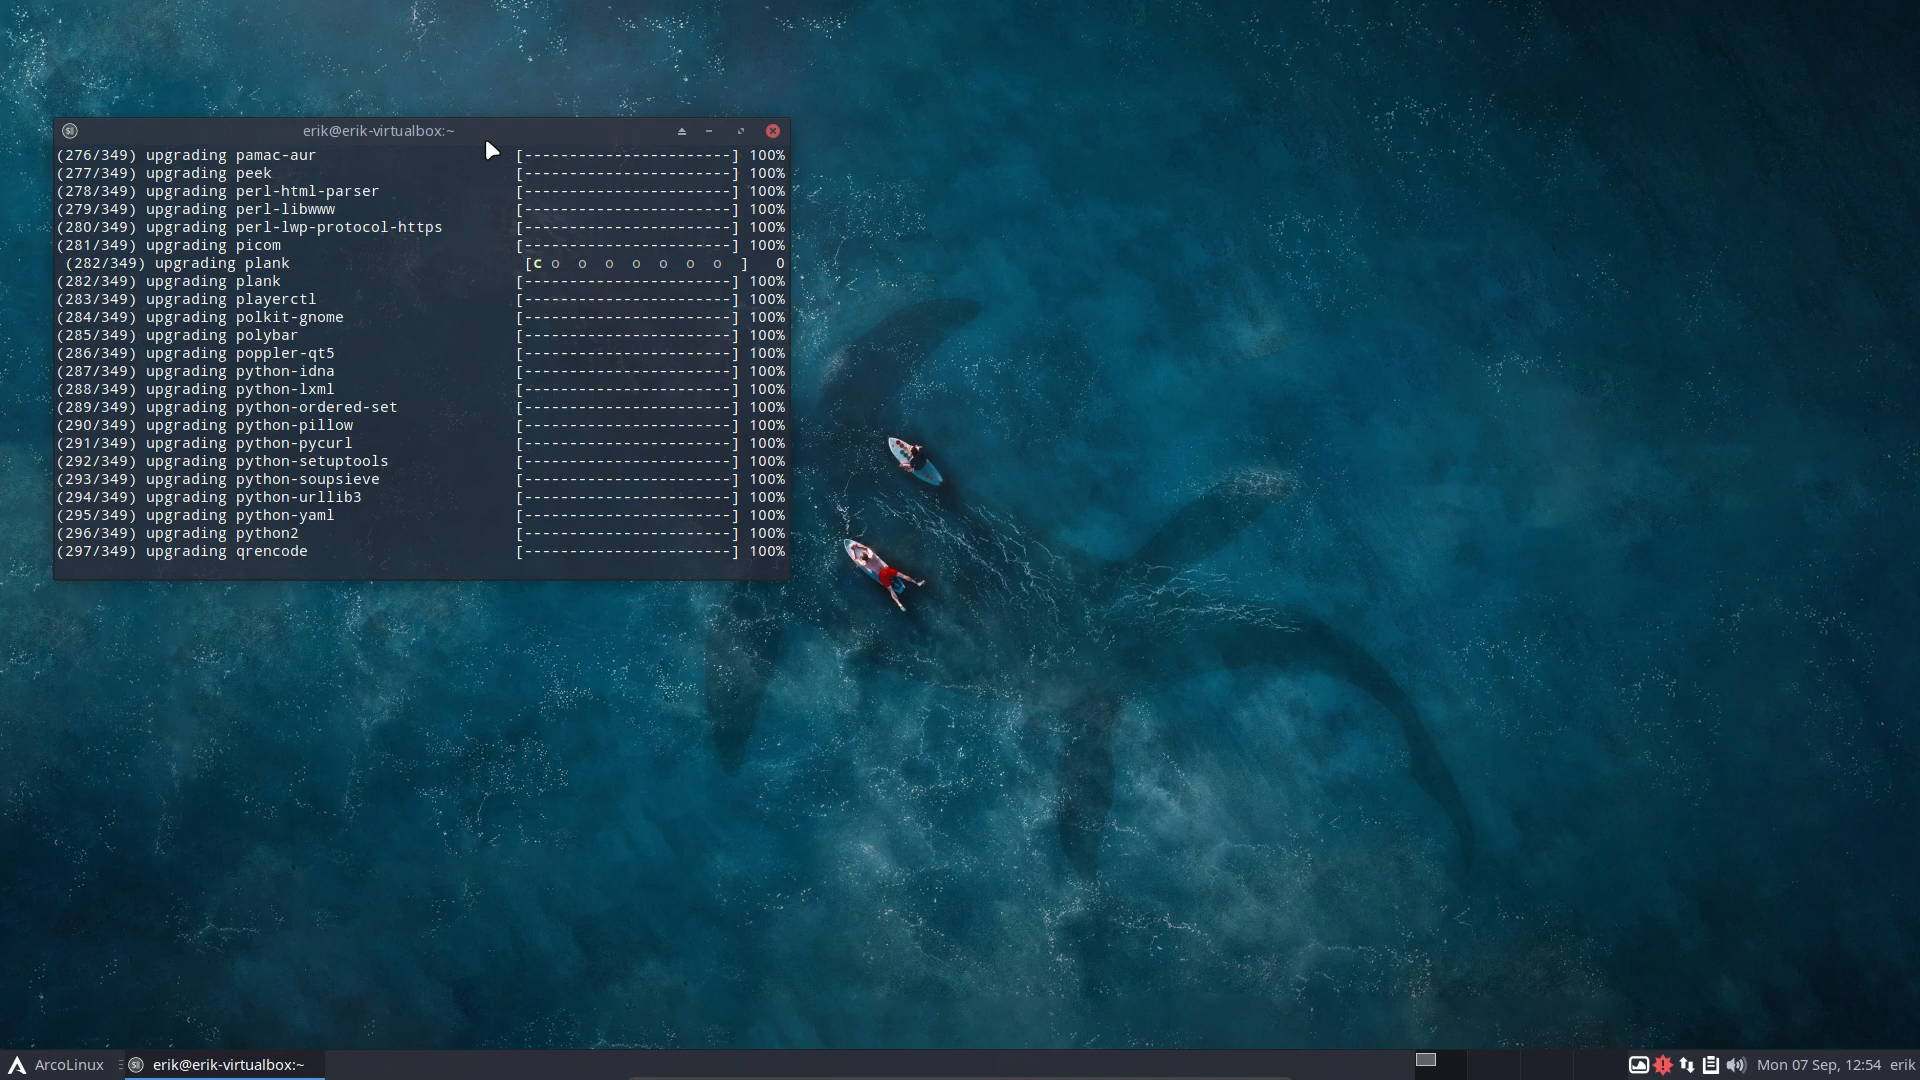 erik@erik-virtualbox:~
(276/349) upgrading pamac-aur [-----------------------] 100%
(277/349) upgrading peek [-----------------------] 100%
(278/349) upgrading perl-html-parser [-----------------------] 100%
(279/349) upgrading perl-libwww [-----------------------] 100%
(280/349) upgrading perl-lwp-protocol-https [-----------------------] 100%
(281/349) upgrading picom [-----------------------] 100%
(282/349) upgrading plank [c o  o  o  o  o  o  o  ] 0
(282/349) upgrading plank [-----------------------] 100%
(283/349) upgrading playerctl [-----------------------] 100%
(284/349) upgrading polkit-gnome [-----------------------] 100%
(285/349) upgrading polybar [-----------------------] 100%
(286/349) upgrading poppler-qt5 [-----------------------] 100%
(287/349) upgrading python-idna [-----------------------] 100%
(288/349) upgrading python-lxml [-----------------------] 100%
(289/349) upgrading python-ordered-set [-----------------------] 100%
(290/349) upgrading python-pillow [-----------------------] 100%
(291/349) upgrading python-pycurl [-----------------------] 100%
(292/349) upgrading python-setuptools [-----------------------] 100%
(293/349) upgrading python-soupsieve [-----------------------] 100%
(294/349) upgrading python-urllib3 [-----------------------] 100%
(295/349) upgrading python-yaml [-----------------------] 100%
(296/349) upgrading python2 [-----------------------] 100%
(297/349) upgrading qrencode [-----------------------] 100%
ArcoLinux erik@erik-virtualbox:~ Mon 07 Sep, 12:54 erik